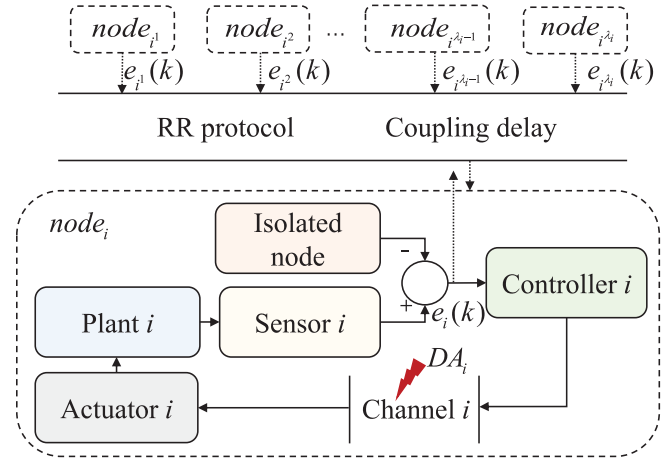 node_{i^1} node_{i^2} ... node_{i^{λ_i-1}} node_{i^{λ_i}}
e_{i^1}(k) e_{i^2}(k) e_{i^{λ_i-1}}(k) e_{i^{λ_i}}(k)
RR protocol Coupling delay
node_i
Isolated
node
-
+
e_i(k)
Controller i
Plant i
Sensor i
DA_i
Actuator i
Channel i